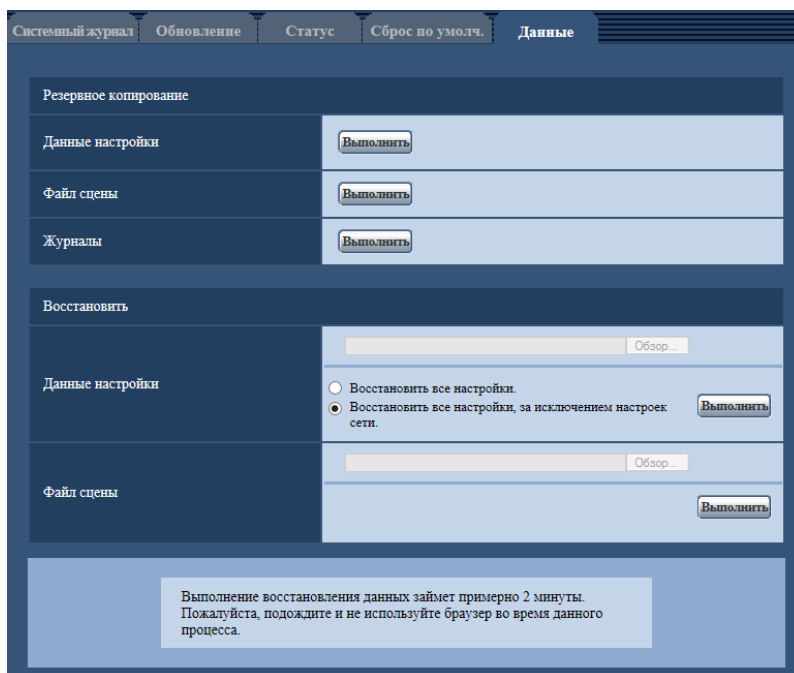 Системный журнал Обновление Статус Сброс по умолч. Данные
Резервное копирование
Данные настройки Выполнить
Файл сцены Выполнить
Журналы Выполнить
Восстановить
Обзор...
Данные настройки
Восстановить все настройки.
Восстановить все настройки, за исключением настроек
сети.
Выполнить
Обзор...
Файл сцены
Выполнить
Выполнение восстановления данных займет примерно 2 минуты.
Пожалуйста, подождите и не используйте браузер во время данного
процесса.